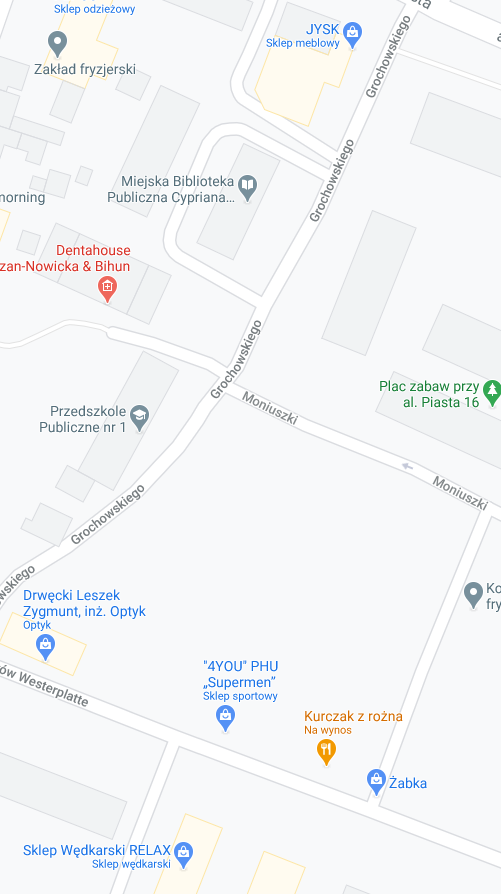 Sklep odzieżowy
JYSK
Sklep meblowy
Zakład fryzjerski
Grochowskiego
Grochowskiego
Miejska Biblioteka
Publiczna Cypriana...
morning
Dentahouse
zan-Nowicka & Bihun
Grochowskiego
Moniuszki
Plac zabaw przy
al. Piasta 16
Przedszkole
Publiczne nr 1
Moniuszki
Grochowskiego
wskiego
Drwęcki Leszek
Zygmunt, inż. Optyk
Optyk
Ko
fry
ów Westerplatte
"4YOU" PHU
„Supermen”
Sklep sportowy
Kurczak z rożna
Na wynos
Żabka
Sklep Wędkarski RELAX
Sklep wędkarski